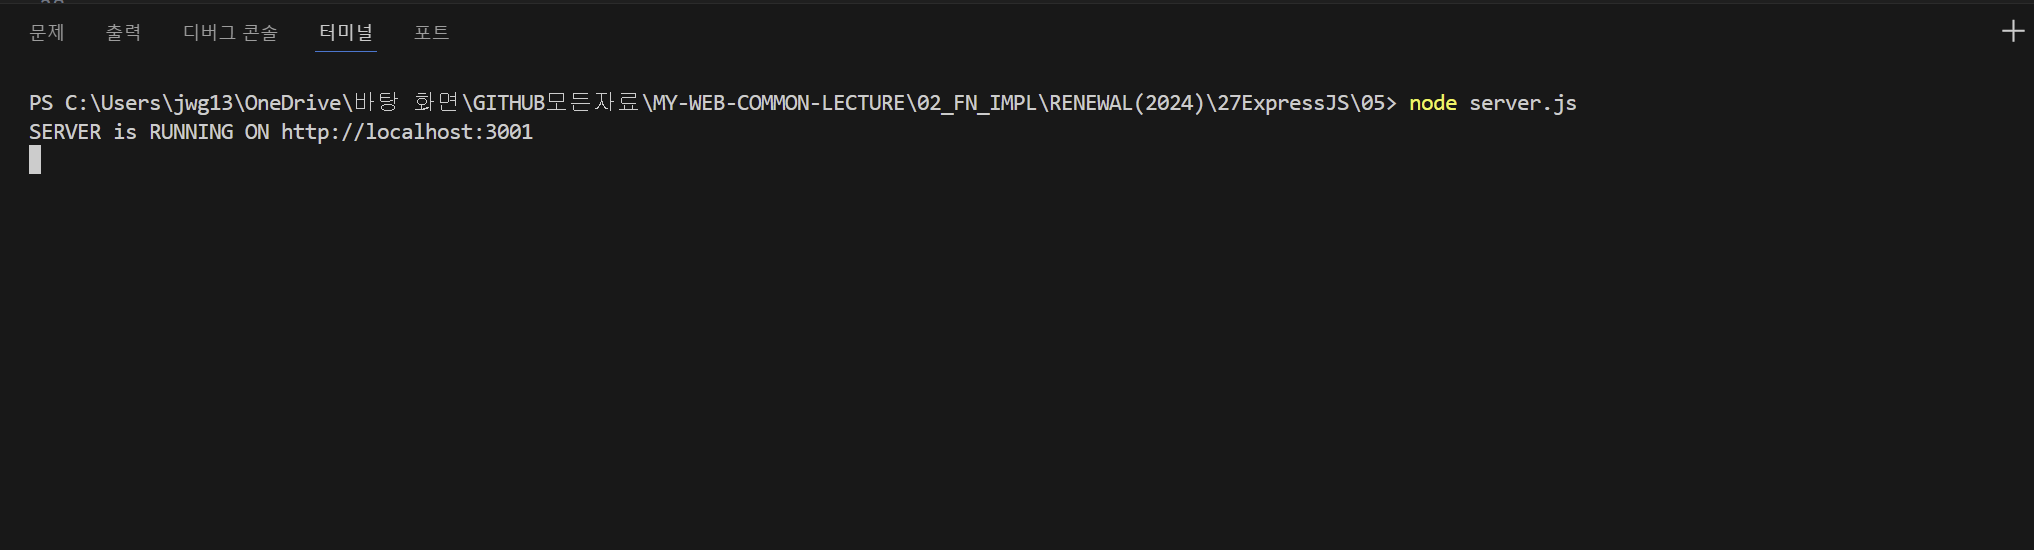 문제 출력 디버그 콘솔 터미널 포트
PS C:\Users\jwg13\OneDrive\바탕 화면\GITHUB모든자료\MY-WEB-COMMON-LECTURE\02_FN_IMPL\RENEWAL(2024)\27ExpressJS\05> node server.js
SERVER is RUNNING ON http://localhost:3001